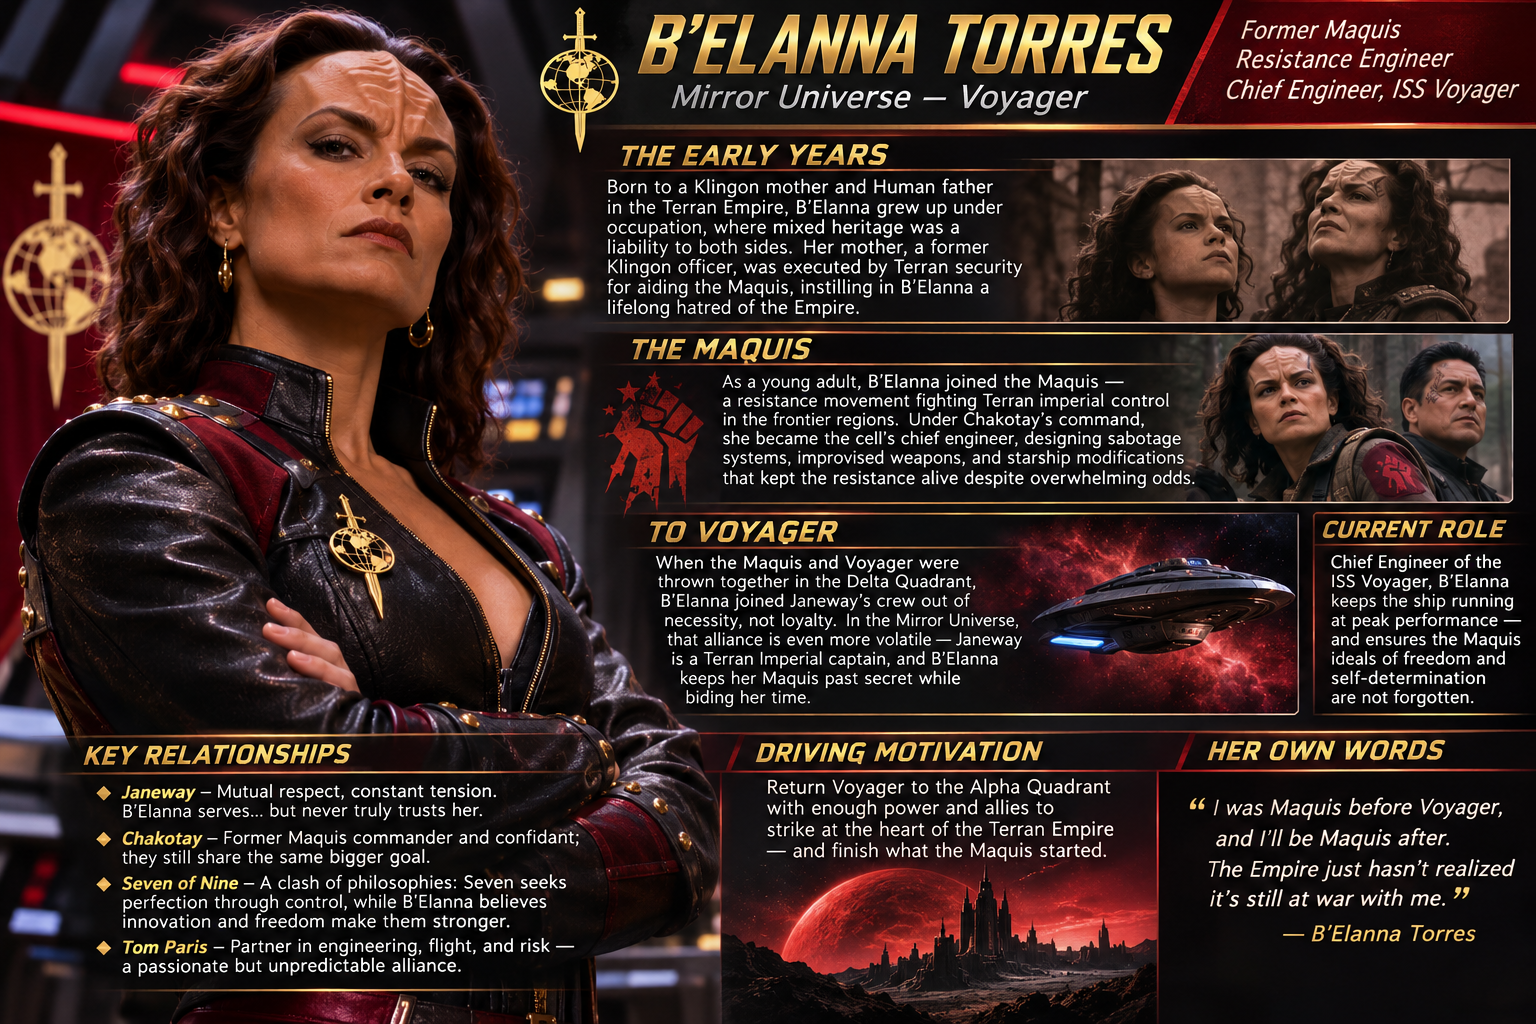 B'ELANNA TORRES
Mirror Universe – Voyager
Former Maquis
Resistance Engineer
Chief Engineer, ISS Voyager
THE EARLY YEARS
Born to a Klingon mother and Human father
in the Terran Empire, B'Elanna grew up under
occupation, where mixed heritage was a
liability to both sides. Her mother, a former
Klingon officer, was executed by Terran security
for aiding the Maquis, instilling in B'Elanna a
lifelong hatred of the Empire.
THE MAQUIS
As a young adult, B'Elanna joined the Maquis —
a resistance movement fighting Terran imperial control
in the frontier regions. Under Chakotay's command,
she became the cell's chief engineer, designing sabotage
systems, improvised weapons, and starship modifications
that kept the resistance alive despite overwhelming odds.
TO VOYAGER
When the Maquis and Voyager were
thrown together in the Delta Quadrant,
B'Elanna joined Janeway's crew out of
necessity, not loyalty. In the Mirror Universe,
that alliance is even more volatile — Janeway
is a Terran Imperial captain, and B'Elanna
keeps her Maquis past secret while
biding her time.
CURRENT ROLE
Chief Engineer of the
ISS Voyager, B'Elanna
keeps the ship running
at peak performance —
and ensures the Maquis
ideals of freedom and
self-determination
are not forgotten.
KEY RELATIONSHIPS
Janeway – Mutual respect, constant tension.
B'Elanna serves... but never truly trusts her.
Chakotay – Former Maquis commander and confidant;
they still share the same bigger goal.
Seven of Nine – A clash of philosophies: Seven seeks
perfection through control, while B'Elanna believes
innovation and freedom make them stronger.
Tom Paris – Partner in engineering, flight, and risk —
a passionate but unpredictable alliance.
DRIVING MOTIVATION
Return Voyager to the Alpha Quadrant
with enough power and allies to
strike at the heart of the Terran Empire
— and finish what the Maquis started.
HER OWN WORDS
“I was Maquis before Voyager,
and I'll be Maquis after.
The Empire just hasn't realized
it's still at war with me.”
— B'Elanna Torres